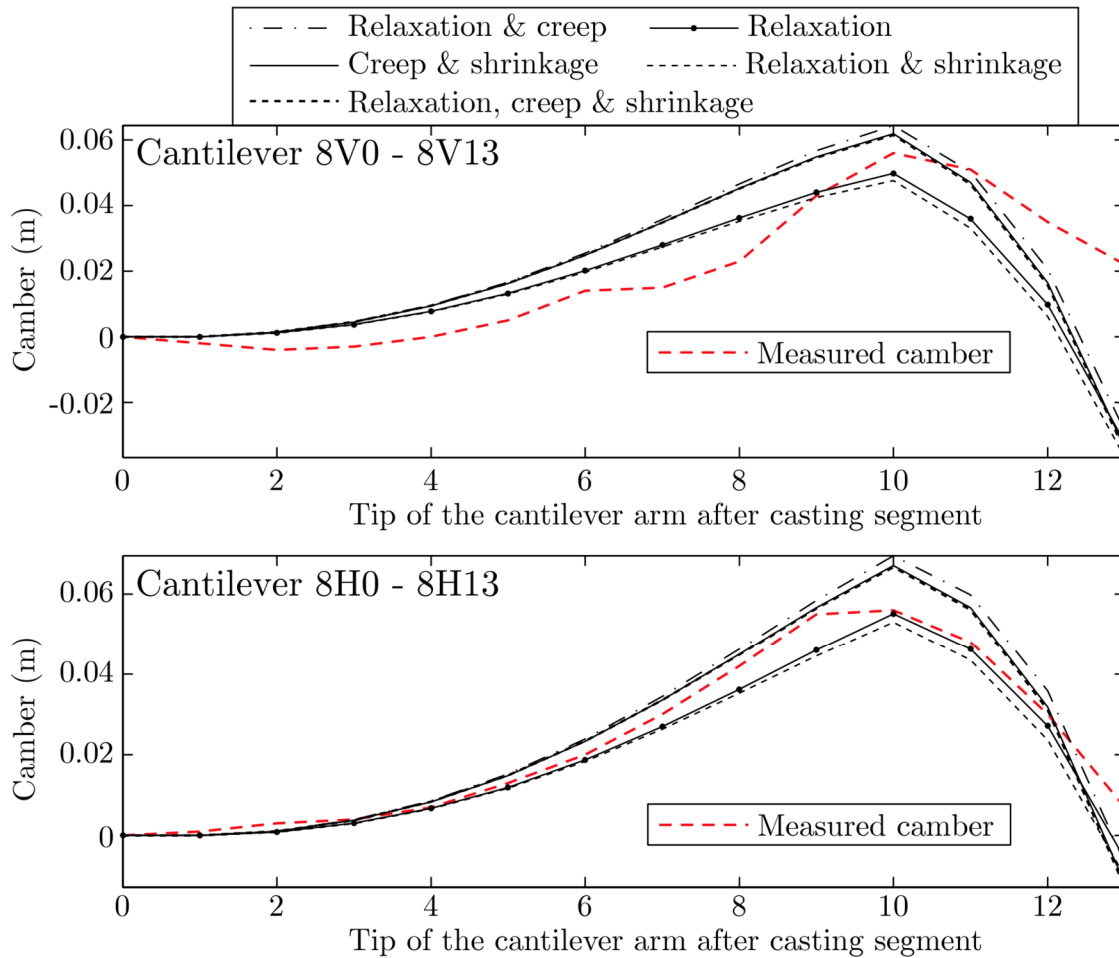 Relaxation & creep
Relaxation
Creep & shrinkage
Relaxation & shrinkage
Relaxation, creep & shrinkage
Cantilever 8V0 - 8V13
0.06
0.04
0.02
0
-0.02
Camber (m)
Measured camber
0 2 4 6 8 10 12
Tip of the cantilever arm after casting segment
Cantilever 8H0 - 8H13
0.06
0.04
0.02
0
Camber (m)
Measured camber
0 2 4 6 8 10 12
Tip of the cantilever arm after casting segment